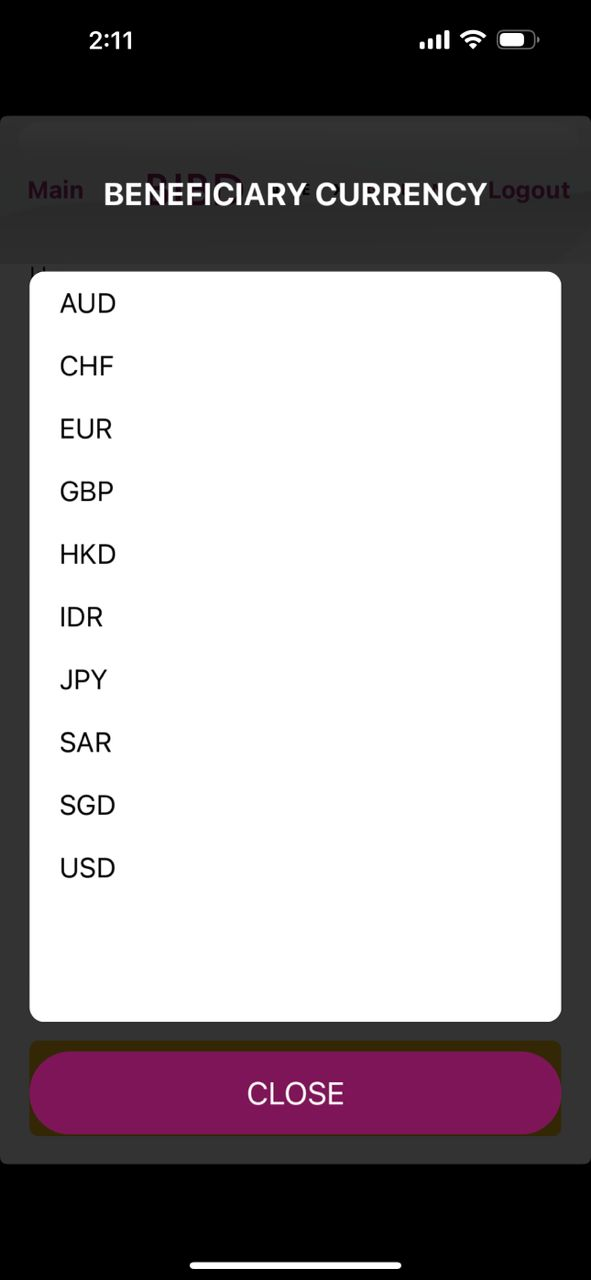 2:11
Main
BENEFICIARY CURRENCY
Logout
AUD
CHF
EUR
GBP
HKD
IDR
JPY
SAR
SGD
USD
CLOSE